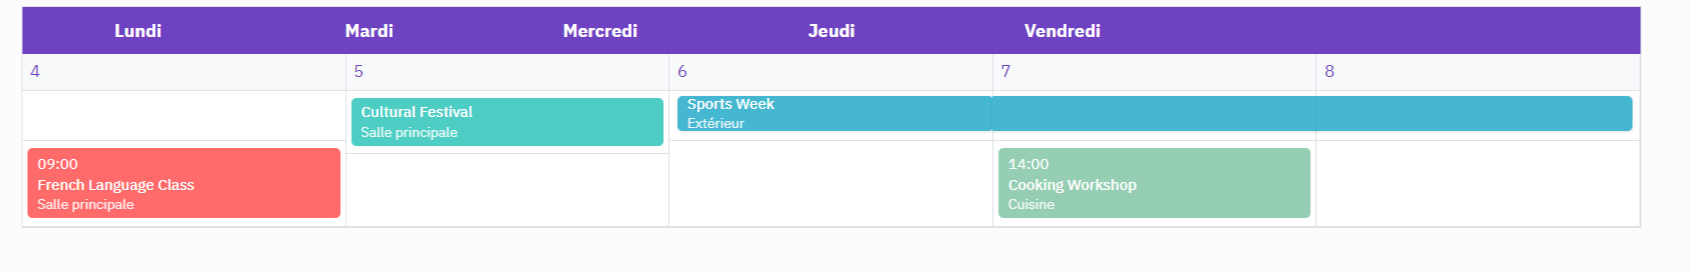 Lundi Mardi Mercredi Jeudi Vendredi
4 5 6 7 8
Cultural Festival
Salle principale
Sports Week
Extérieur
09:00
French Language Class
Salle principale
14:00
Cooking Workshop
Cuisine